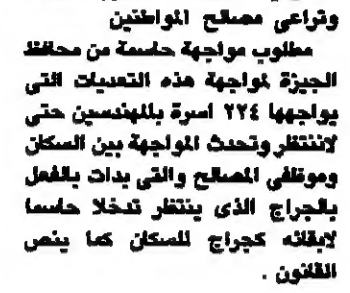 وتراعى مصالح المواطنين
مطلوب مواجهة حاسمة من محافظ
الجيزة لمواجهة هذه التعديات التى
يواجهها ٢٢٤ اسرة بالمهندسين حتى
لاننتظر وتحدث المواجهة بين السكان
وموظفى المصالح والتى بدات بالفعل
بالجراج الذى ينتظر تدخلا حاسما
لابقائه كجراج للسكان كما ينص
القانون .